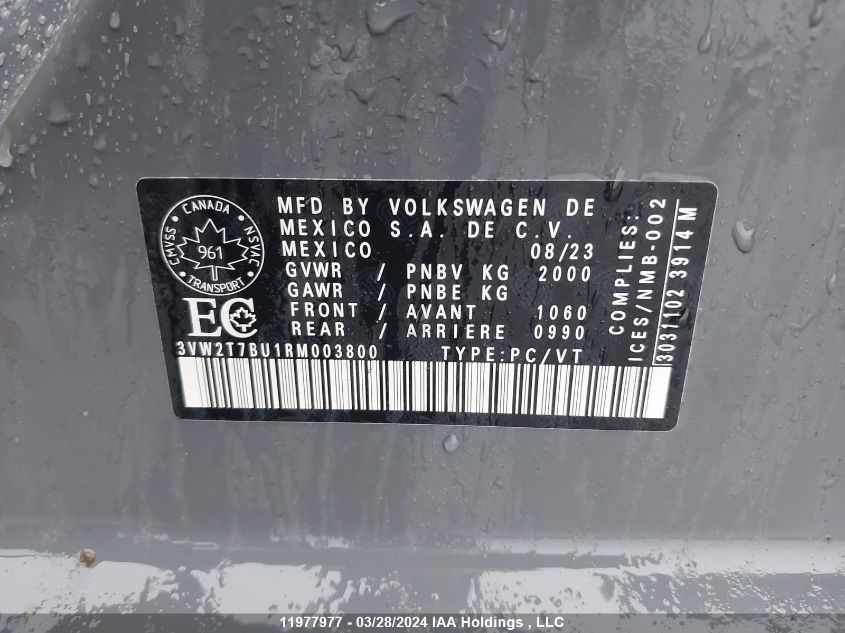 CANADA
CMVSS
NSVAC
961
TRANSPORT
EC
MFD BY VOLKSWAGEN DE
MEXICO S.A. DE C.V.
MEXICO 08/23
GVWR / PNBV KG 2000
GAWR / PNBE KG
FRONT / AVANT 1060
REAR / ARRIERE 0990
3VW2T7BU1RM003800 TYPE:PC/VT
COMPLIES:
ICES/NMB-002
3031102 3914 M
11977977 - 03/28/2024 IAA Holdings , LLC